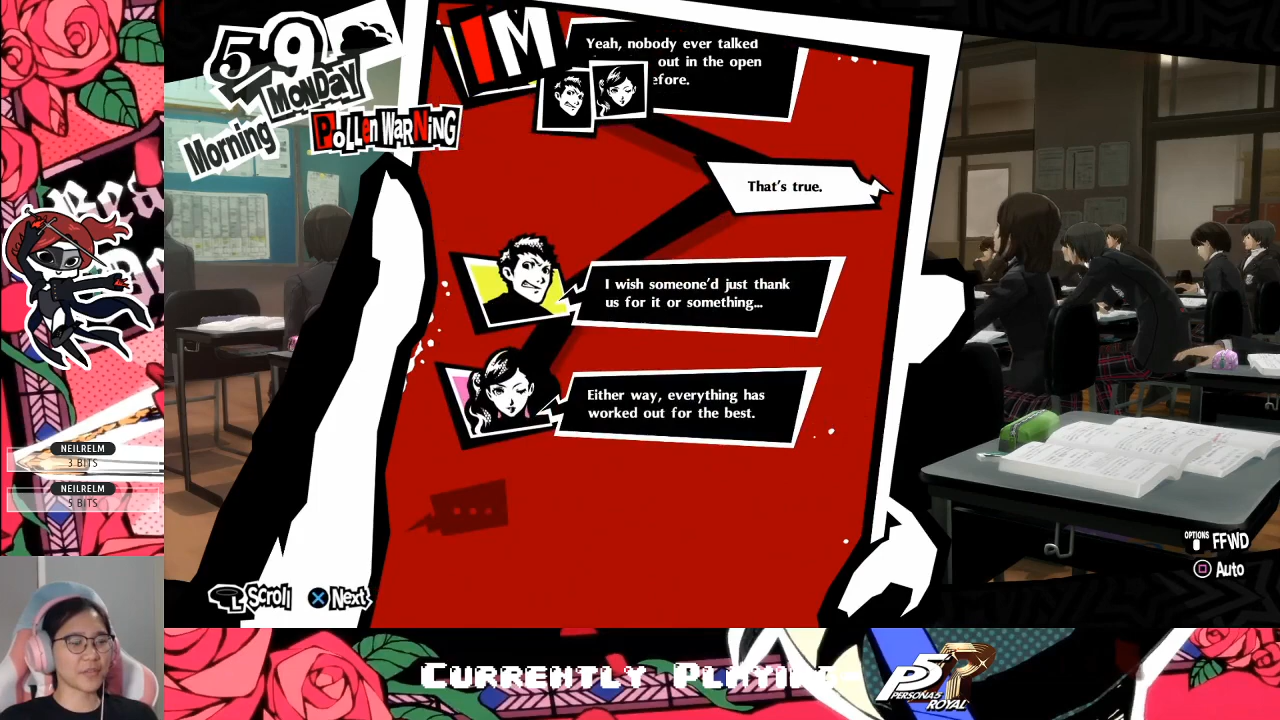 5 9
MONDAY
Morning
POLLEN WARNING
IM
Yeah, nobody ever talked
out in the open
efore.
That's true.
I wish someone'd just thank
us for it or something...
Either way, everything has
worked out for the best.
...
NEILRELM
3 BITS
NEILRELM
5 BITS
OPTIONS FFWD
Auto
L Scroll
Next
Currently Playing-
P5R
PERSONA5
ROYAL